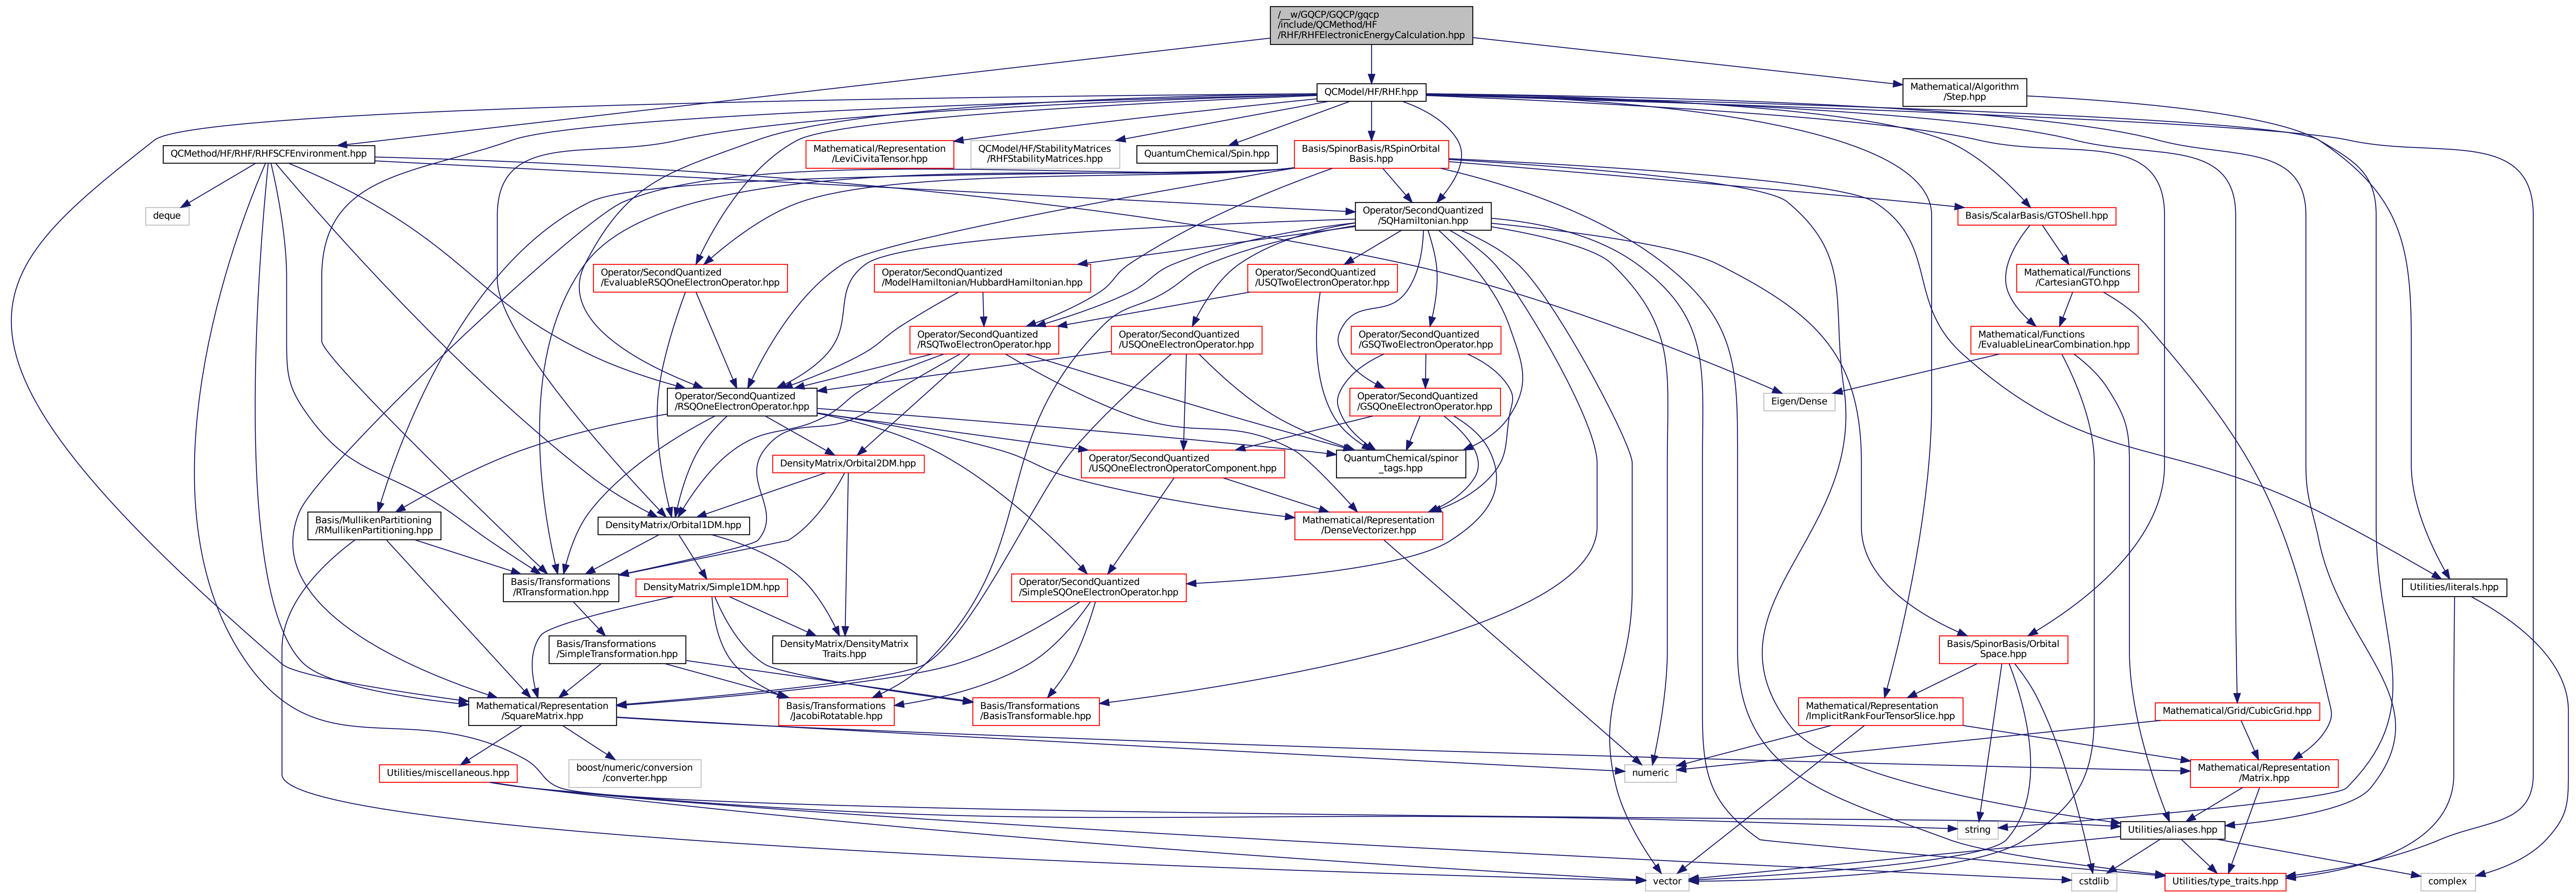 /__w/GQCP/GQCP/gqcp
/include/QCMethod/HF
/RHF/RHFElectronicEnergyCalculation.hpp
QCModel/HF/RHF.hpp
Mathematical/Algorithm
/Step.hpp
QCMethod/HF/RHF/RHFSCFEnvironment.hpp
Mathematical/Representation
/LeviCivitaTensor.hpp
QCModel/HF/StabilityMatrices
/RHFStabilityMatrices.hpp
QuantumChemical/Spin.hpp
Basis/SpinorBasis/RSpinOrbital
Basis.hpp
deque
Operator/SecondQuantized
/SQHamiltonian.hpp
Basis/ScalarBasis/GTOShell.hpp
Operator/SecondQuantized
/EvaluableRSQOneElectronOperator.hpp
Operator/SecondQuantized
/ModelHamiltonian/HubbardHamiltonian.hpp
Operator/SecondQuantized
/USQTwoElectronOperator.hpp
Mathematical/Functions
/CartesianGTO.hpp
Operator/SecondQuantized
/RSQTwoElectronOperator.hpp
Operator/SecondQuantized
/USQOneElectronOperator.hpp
Operator/SecondQuantized
/GSQTwoElectronOperator.hpp
Mathematical/Functions
/EvaluableLinearCombination.hpp
Operator/SecondQuantized
/RSQOneElectronOperator.hpp
Operator/SecondQuantized
/GSQOneElectronOperator.hpp
Eigen/Dense
DensityMatrix/Orbital2DM.hpp
Operator/SecondQuantized
/USQOneElectronOperatorComponent.hpp
QuantumChemical/spinor
_tags.hpp
Basis/MullikenPartitioning
/RMullikenPartitioning.hpp
DensityMatrix/Orbital1DM.hpp
Mathematical/Representation
/DenseVectorizer.hpp
Basis/Transformations
/RTransformation.hpp
DensityMatrix/Simple1DM.hpp
Operator/SecondQuantized
/SimpleSQOneElectronOperator.hpp
Utilities/literals.hpp
Basis/Transformations
/SimpleTransformation.hpp
DensityMatrix/DensityMatrix
Traits.hpp
Basis/SpinorBasis/Orbital
Space.hpp
Mathematical/Representation
/SquareMatrix.hpp
Basis/Transformations
/JacobiRotatable.hpp
Basis/Transformations
/BasisTransformable.hpp
Mathematical/Representation
/ImplicitRankFourTensorSlice.hpp
Mathematical/Grid/CubicGrid.hpp
Utilities/miscellaneous.hpp
boost/numeric/conversion
/converter.hpp
numeric
Mathematical/Representation
/Matrix.hpp
string
Utilities/aliases.hpp
vector
cstdlib
Utilities/type_traits.hpp
complex